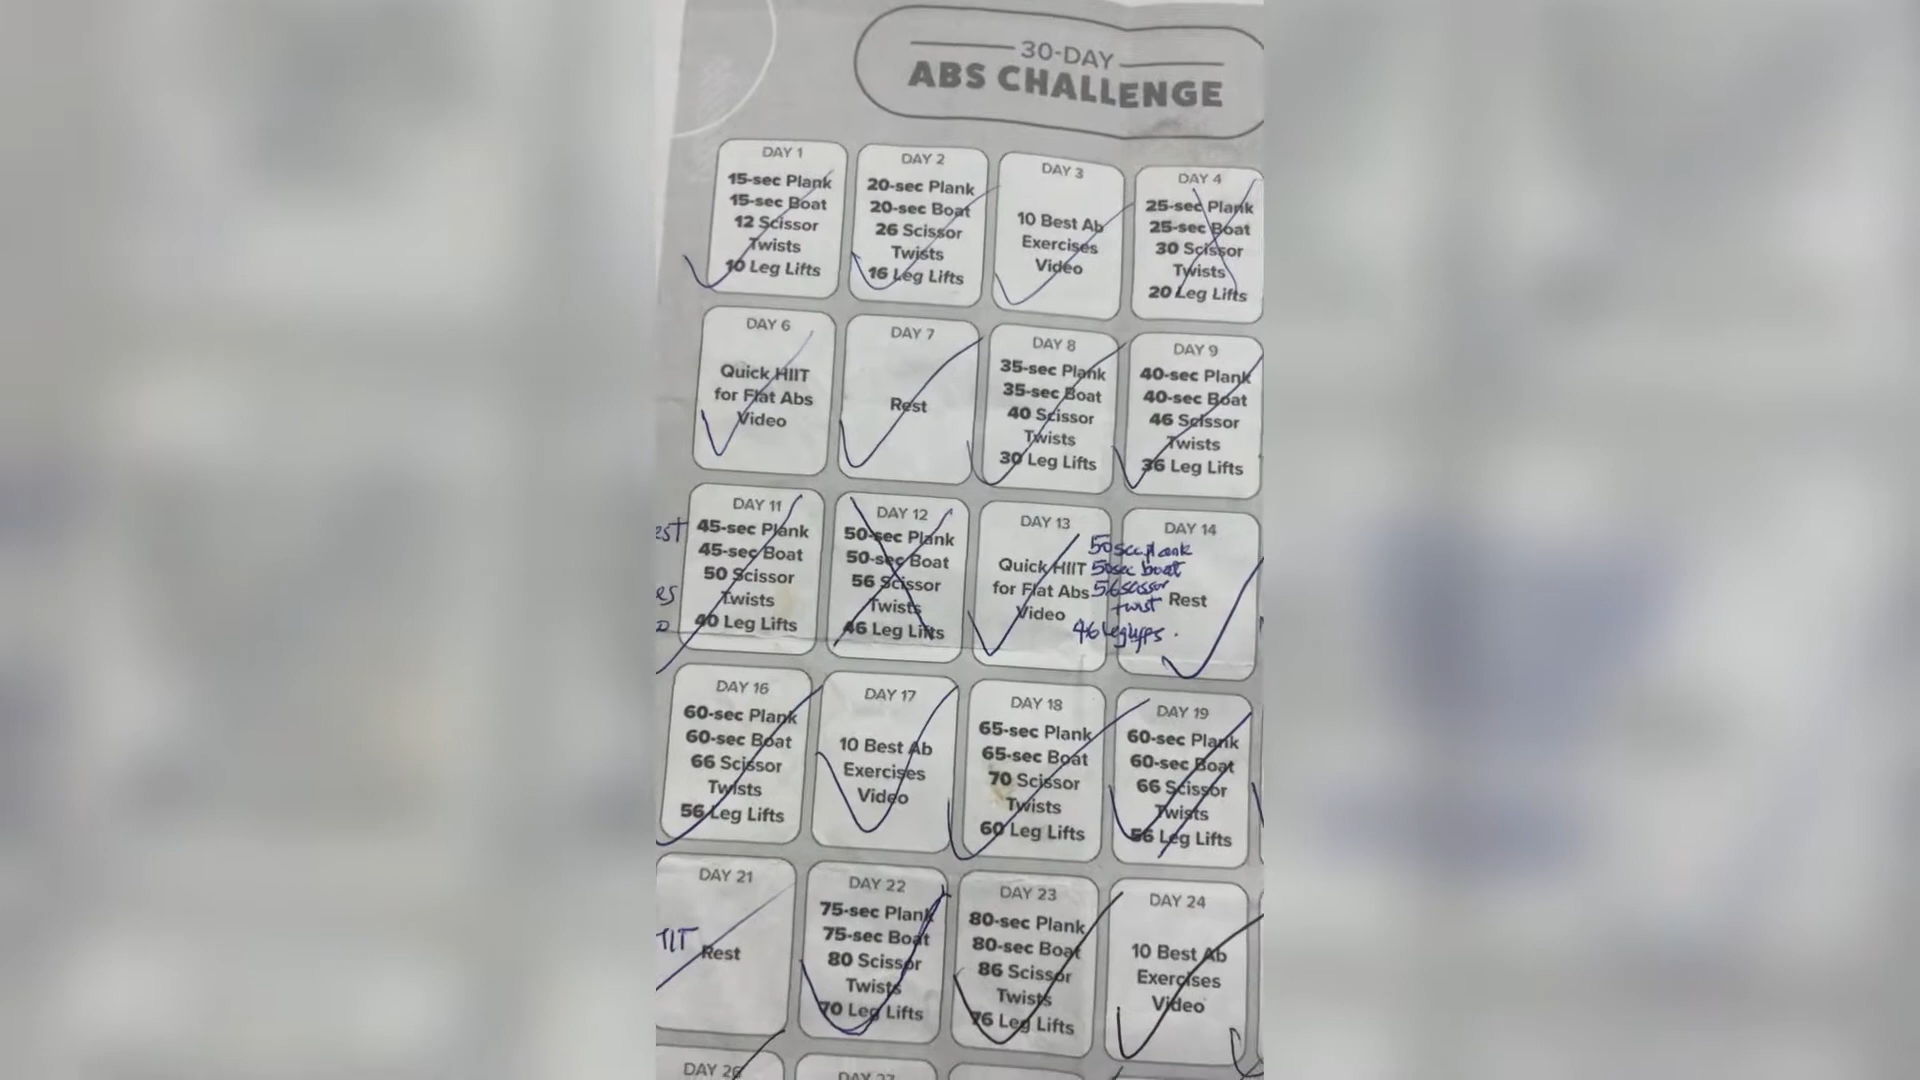 30-DAY
ABS CHALLENGE
DAY 1
15-sec Plank
15-sec Boat
12 Scissor
Twists
10 Leg Lifts
DAY 2
20-sec Plank
20-sec Boat
26 Scissor
Twists
16 Leg Lifts
DAY 3
10 Best Ab
Exercises
Video
DAY 4
25-sec Plank
25-sec Boat
30 Scissor
Twists
20 Leg Lifts
DAY 6
Quick HIIT
for Flat Abs
Video
DAY 7
Rest
DAY 8
35-sec Plank
35-sec Boat
40 Scissor
Twists
30 Leg Lifts
DAY 9
40-sec Plank
40-sec Boat
46 Scissor
Twists
36 Leg Lifts
DAY 11
45-sec Plank
45-sec Boat
50 Scissor
Twists
40 Leg Lifts
DAY 12
50-sec Plank
50-sec Boat
56 Scissor
Twists
46 Leg Lifts
DAY 13
Quick HIIT
for Flat Abs
Video
50sec plank
50sec boat
56 scissor
twist
46 leg
DAY 14
Rest
DAY 16
60-sec Plank
60-sec Boat
66 Scissor
Twists
56 Leg Lifts
DAY 17
10 Best Ab
Exercises
Video
DAY 18
65-sec Plank
65-sec Boat
70 Scissor
Twists
60 Leg Lifts
DAY 19
60-sec Plank
60-sec Boat
66 Scissor
Twists
56 Leg Lifts
DAY 21
Rest
DAY 22
75-sec Plank
75-sec Boat
80 Scissor
Twists
70 Leg Lifts
DAY 23
80-sec Plank
80-sec Boat
86 Scissor
Twists
76 Leg Lifts
DAY 24
10 Best Ab
Exercises
Video
DAY 26
DAY 27